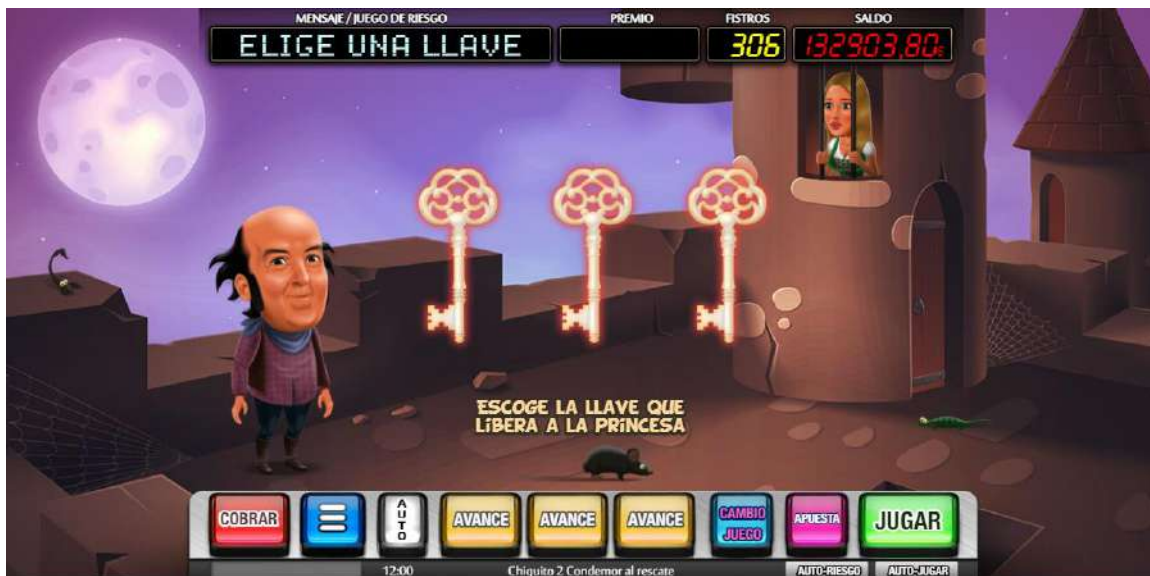 MENSAJE / JUEGO DE RIESGO PREMIO FISTROS SALDO
ELIGE UNA LLAVE 306 132903,80€
ESCOGE LA LLAVE QUE
LIBERA A LA PRINCESA
COBRAR AUTO AVANCE AVANCE AVANCE CAMBIO JUEGO APUESTA JUGAR
12:00 Chiquito 2 Condemor al rescate AUTO-RIESGO AUTO-JUGAR